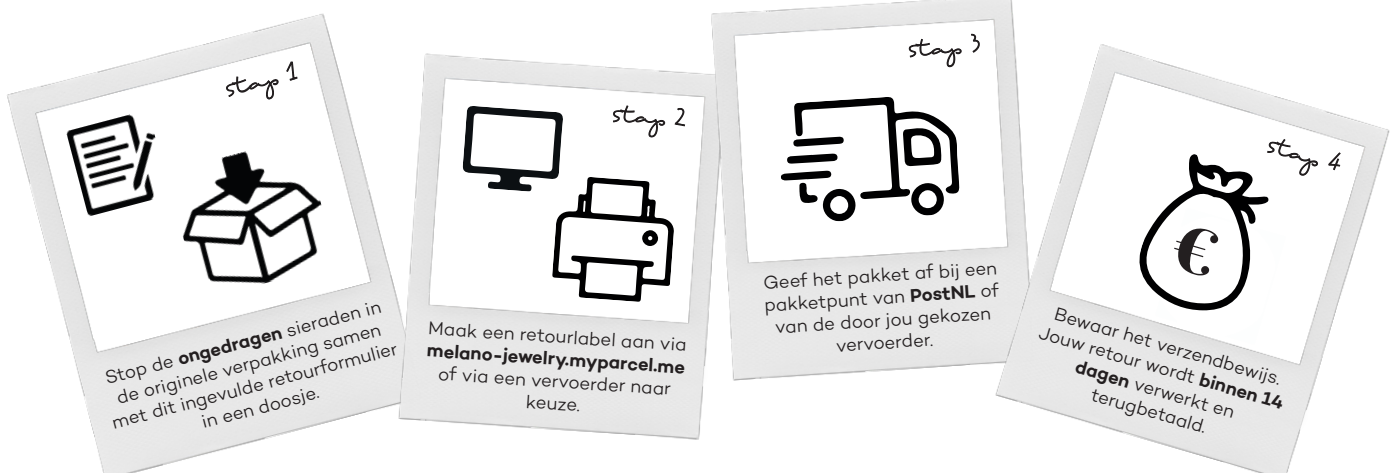 stap 1
Stop de ongedragen sieraden in
de originele verpakking samen
met dit ingevulde retourformulier
in een doosje.
stap 2
Maak een retourlabel aan via
melano-jewelry.myparcel.me
of via een vervoerder naar
keuze.
stap 3
Geef het pakket af bij een
pakketpunt van PostNL of
van de door jou gekozen
vervoerder.
stap 4
€
Bewaar het verzendbewijs.
Jouw retour wordt binnen 14
dagen verwerkt en
terugbetaald.